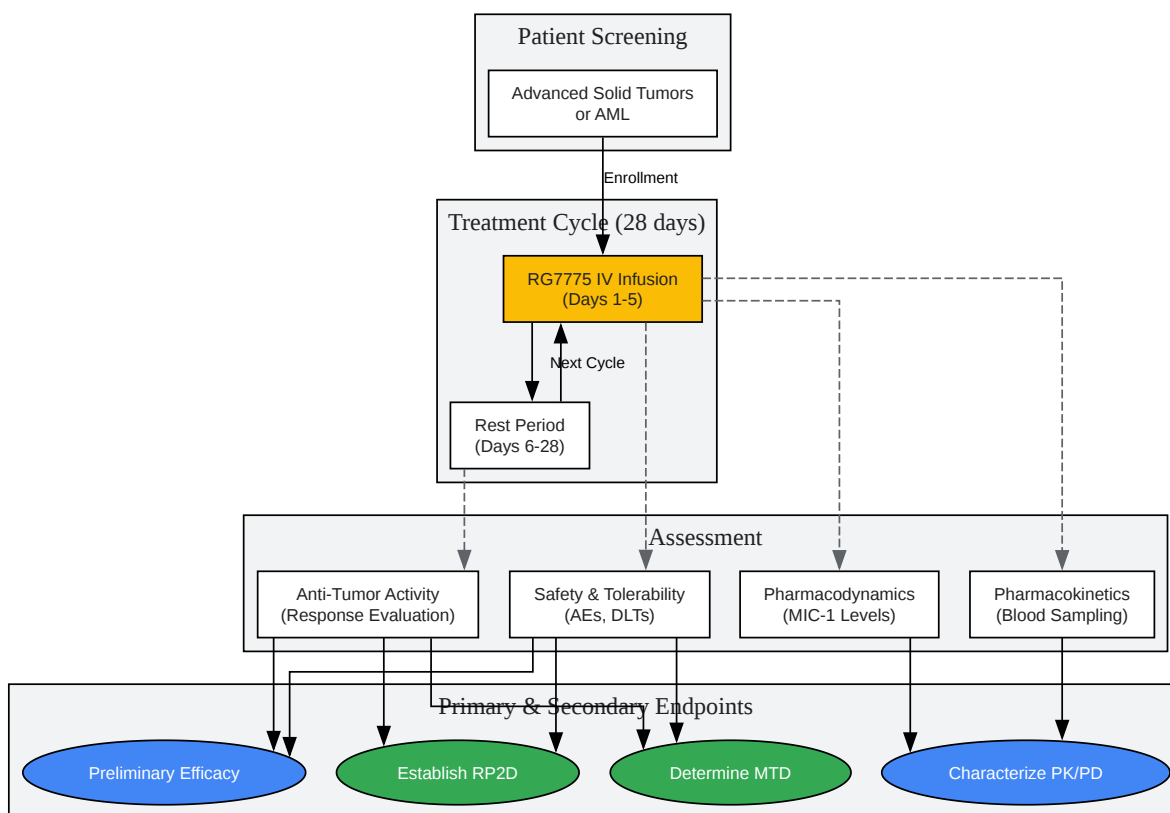 Patient Screening
Advanced Solid Tumors
or AML
Enrollment
Treatment Cycle (28 days)
RG7775 IV Infusion
(Days 1-5)
Next Cycle
Rest Period
(Days 6-28)
Assessment
Anti-Tumor Activity
(Response Evaluation)
Safety & Tolerability
(AEs, DLTs)
Pharmacodynamics
(MIC-1 Levels)
Pharmacokinetics
(Blood Sampling)
Primary & Secondary Endpoints
Preliminary Efficacy
Establish RP2D
Determine MTD
Characterize PK/PD